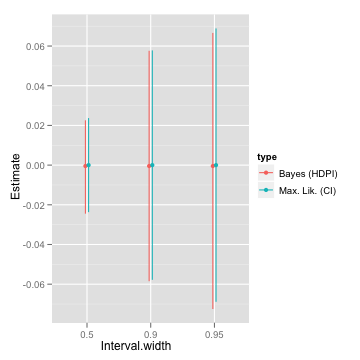 0.06
0.04
0.02
0.00
-0.02
-0.04
-0.06
Estimate
0.5 0.9 0.95
Interval.width
type
Bayes (HDPI)
Max. Lik. (CI)